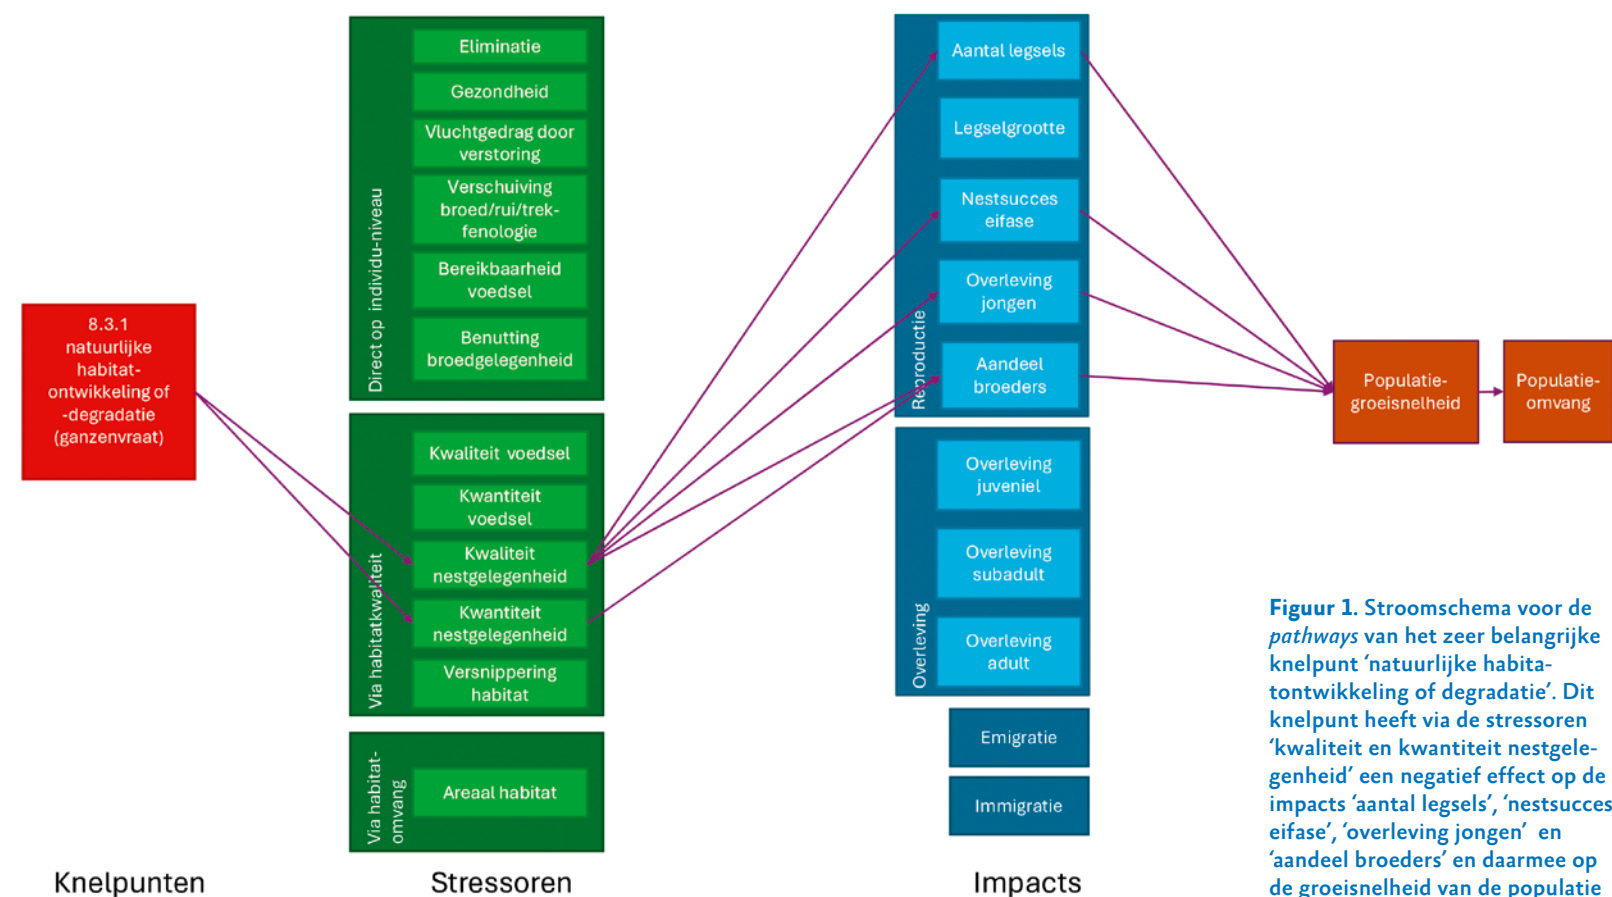 8.3.1
natuurlijke
habitat-
ontwikkeling of
-degradatie
(ganzenvraat)
Knelpunten
Direct op individu-niveau
Eliminatie
Gezondheid
Vluchtgedrag door
verstoring
Verschuiving
broed/rui/trek-
fenologie
Bereikbaarheid
voedsel
Benutting
broedgelegenheid
Via habitatkwaliteit
Kwaliteit voedsel
Kwantiteit
voedsel
Kwaliteit
nestgelegenheid
Kwantiteit
nestgelegenheid
Versnippering
habitat
Via habitat-
omvang
Areaal habitat
Stressoren
Reproductie
Aantal legsels
Legselgrootte
Nestsucces
eifase
Overleving
jongen
Aandeel
broeders
Overleving
Overleving
juveniel
Overleving
subadult
Overleving
adult
Emigratie
Immigratie
Impacts
Populatie-
groeisnelheid
Populatie-
omvang
Figuur 1. Stroomschema voor de
pathways van het zeer belangrijke
knelpunt ‘natuurlijke habita-
tontwikkeling of degradatie’. Dit
knelpunt heeft via de stressoren
‘kwaliteit en kwantiteit nestgele-
genheid’ een negatief effect op de
impacts ‘aantal legsels’, ‘nestsucces
eifase’, ‘overleving jongen’ en
‘aandeel broeders’ en daarmee op
de groeisnelheid van de populatie